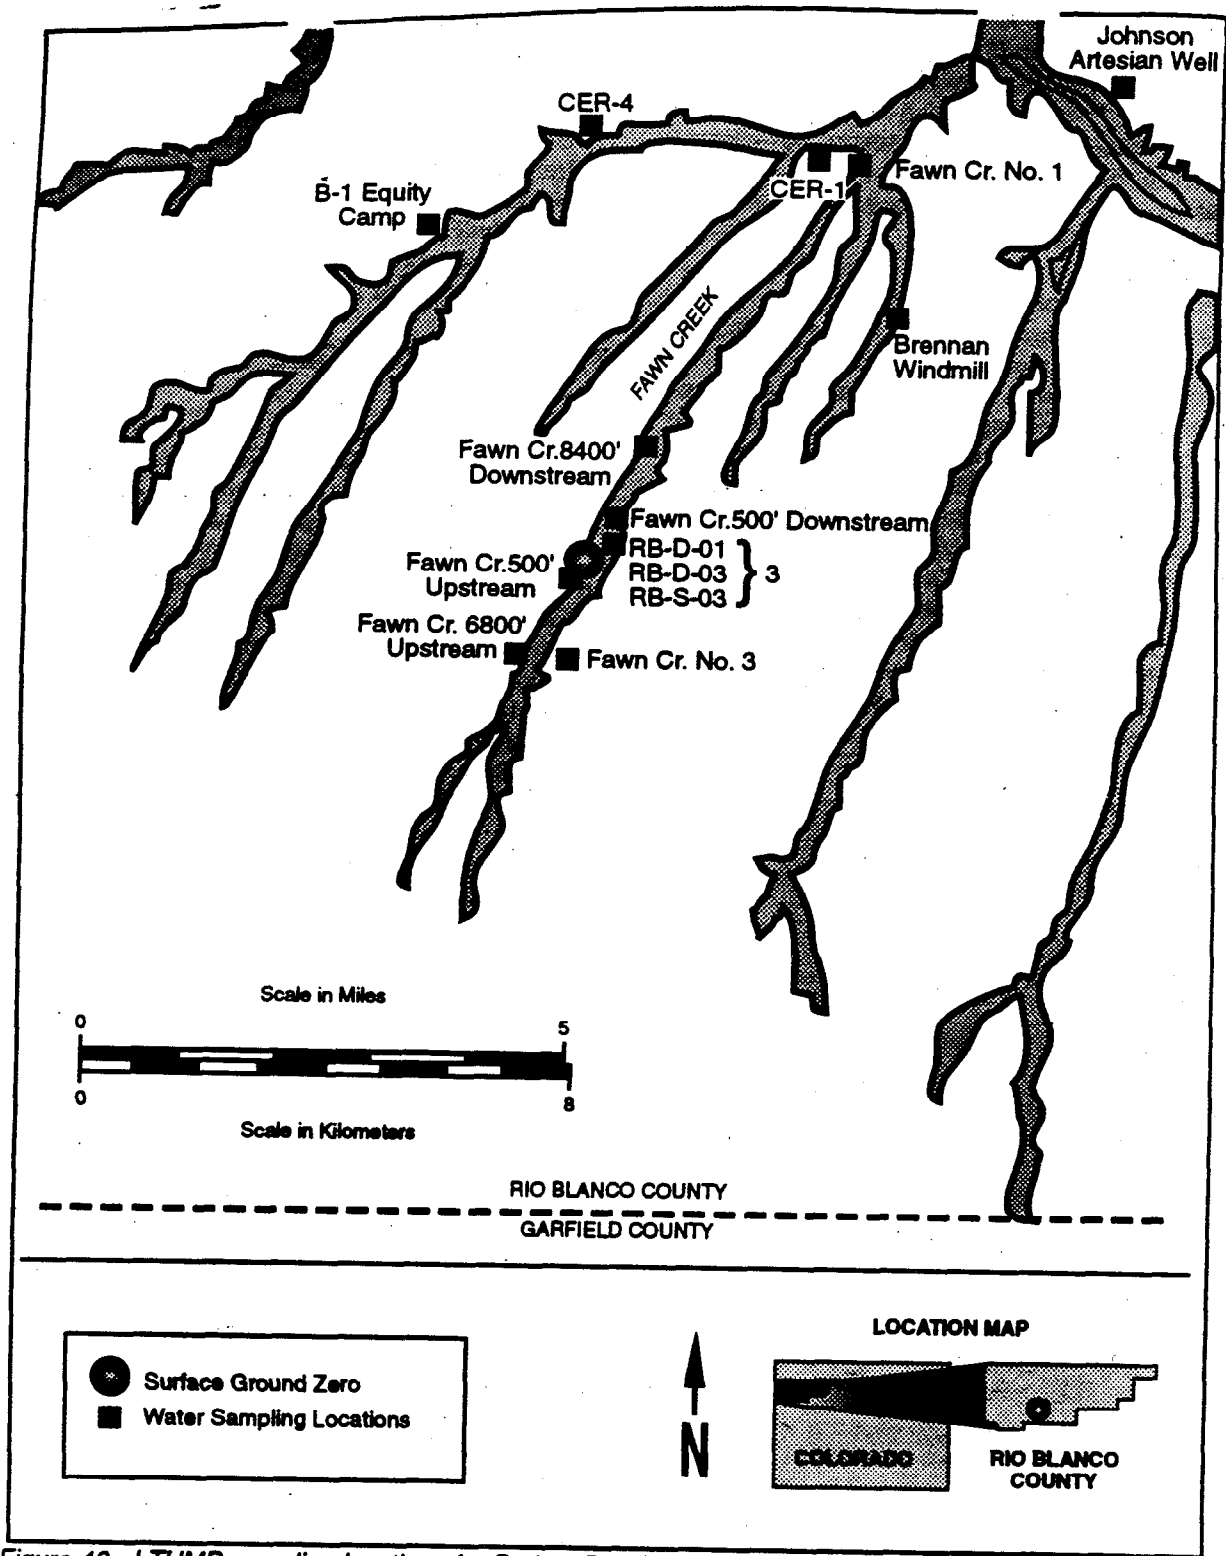 Johnson
Artesian Well
CER-4
Fawn Cr. No. 1
CER-1
B-1 Equity
Camp
FAWN CREEK
Brennan
Windmill
Fawn Cr.8400'
Downstream
Fawn Cr.500' Downstream
RB-D-01
RB-D-03 } 3
RB-S-03
Fawn Cr.500'
Upstream
Fawn Cr. 6800'
Upstream
Fawn Cr. No. 3
Scale in Miles
0 5
0 8
Scale in Kilometers
RIO BLANCO COUNTY
GARFIELD COUNTY
Surface Ground Zero
Water Sampling Locations
N
LOCATION MAP
COLORADO
RIO BLANCO
COUNTY